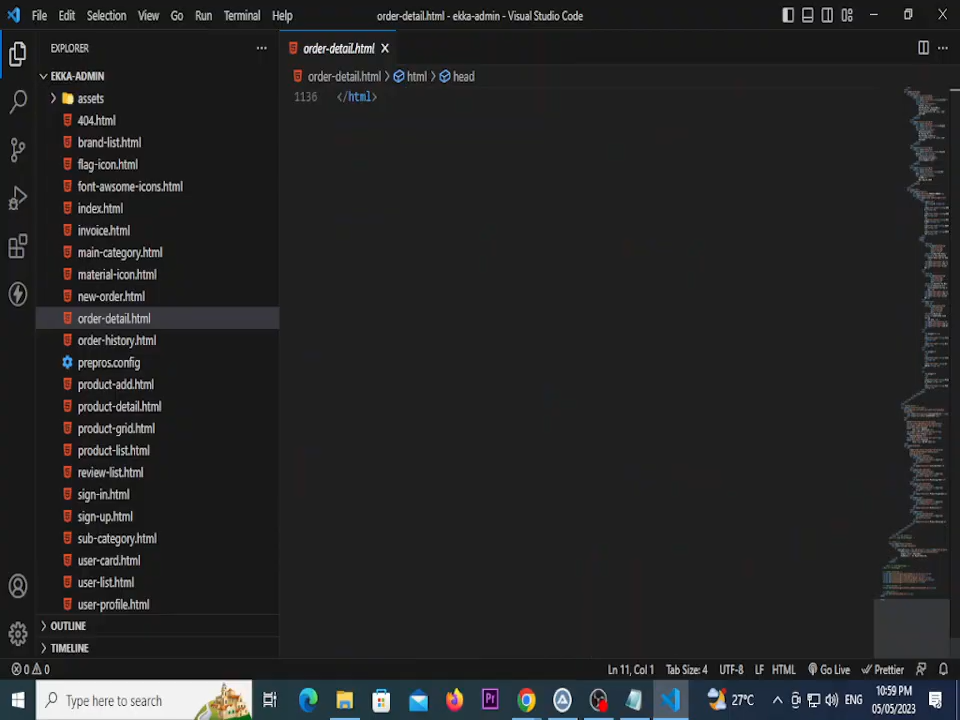 File Edit Selection View Go Run Terminal Help order-detail.html - ekka-admin - Visual Studio Code
EXPLORER
order-detail.html
EKKA-ADMIN
order-detail.html > html > head
1136 </html>
assets
404.html
brand-list.html
flag-icon.html
font-awsome-icons.html
index.html
invoice.html
main-category.html
material-icon.html
new-order.html
order-detail.html
order-history.html
prepros.config
product-add.html
product-detail.html
product-grid.html
product-list.html
review-list.html
sign-in.html
sign-up.html
sub-category.html
user-card.html
user-list.html
user-profile.html
OUTLINE
TIMELINE
0 0 Ln 11, Col 1 Tab Size: 4 UTF-8 LF HTML Go Live Prettier
Type here to search
Pr
27°C
ENG
10:59 PM
05/05/2023